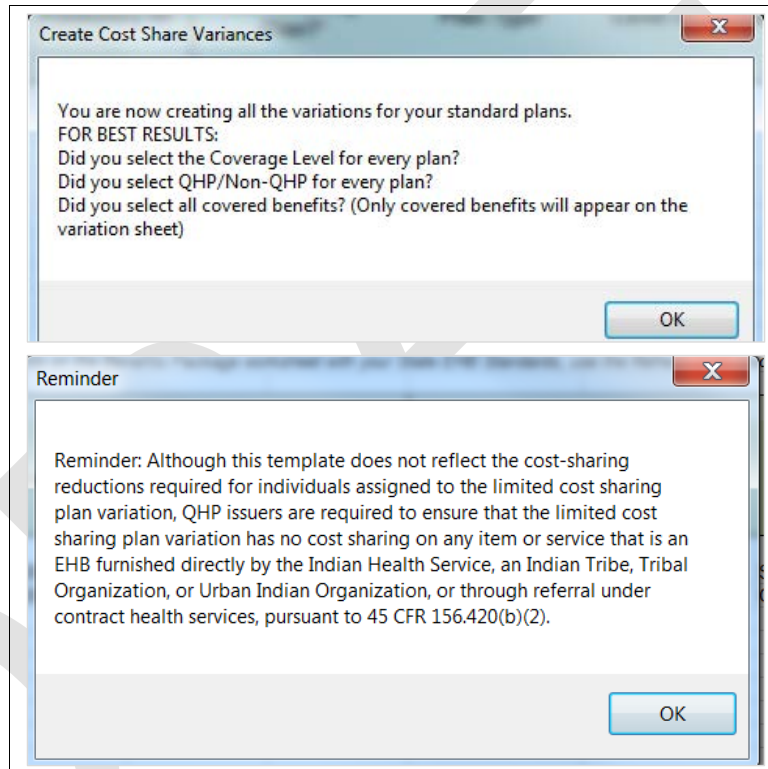 Create Cost Share Variances
You are now creating all the variations for your standard plans.
FOR BEST RESULTS:
Did you select the Coverage Level for every plan?
Did you select QHP/Non-QHP for every plan?
Did you select all covered benefits? (Only covered benefits will appear on the
variation sheet)
OK
Reminder
Reminder: Although this template does not reflect the cost-sharing
reductions required for individuals assigned to the limited cost sharing
plan variation, QHP issuers are required to ensure that the limited cost
sharing plan variation has no cost sharing on any item or service that is an
EHB furnished directly by the Indian Health Service, an Indian Tribe, Tribal
Organization, or Urban Indian Organization, or through referral under
contract health services, pursuant to 45 CFR 156.420(b)(2).
OK